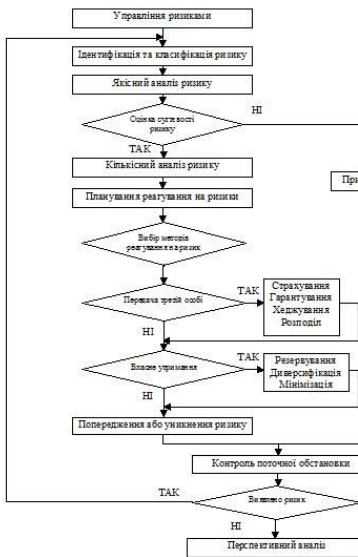 Управління ризиками
Ідентифікація та класифікація ризику
Якісний аналіз ризику
Оцінка суттєвості
ризику
НІ
ТАК
Кількісний аналіз ризику
При
Планування реагування на ризики
Вибір методів
реагування на ризик
Передача третій особі
ТАК
Страхування
Гарантування
Хеджування
Розподіл
НІ
Власне утримання
ТАК
Резервування
Диверсифікація
Мінімізація
НІ
Попередження або уникнення ризику
Контроль поточної обстановки
ТАК
Виявлено ризик
НІ
Перспективний аналіз